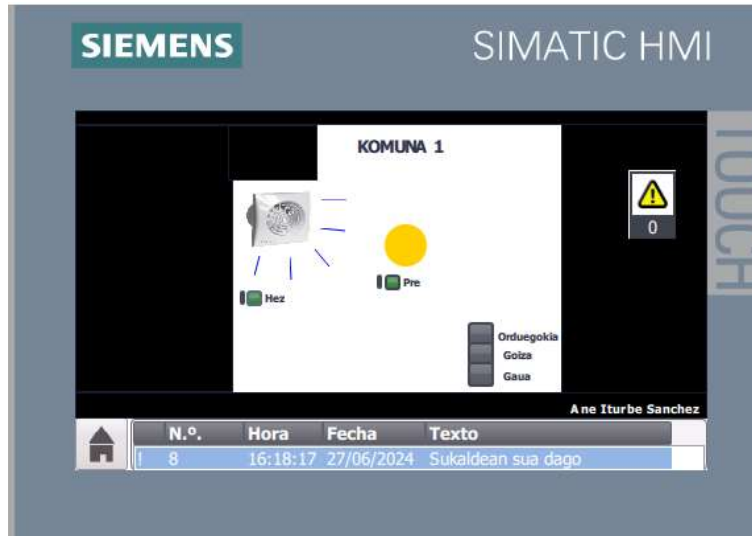 SIEMENS
SIMATIC HMI
TOUCH
KOMUNA 1
0
Hez
Pre
Orduegokia
Goiza
Gaua
Ane Iturbe Sanchez
N.º. Hora Fecha Texto
! 8 16:18:17 27/06/2024 Sukaldean sua dago